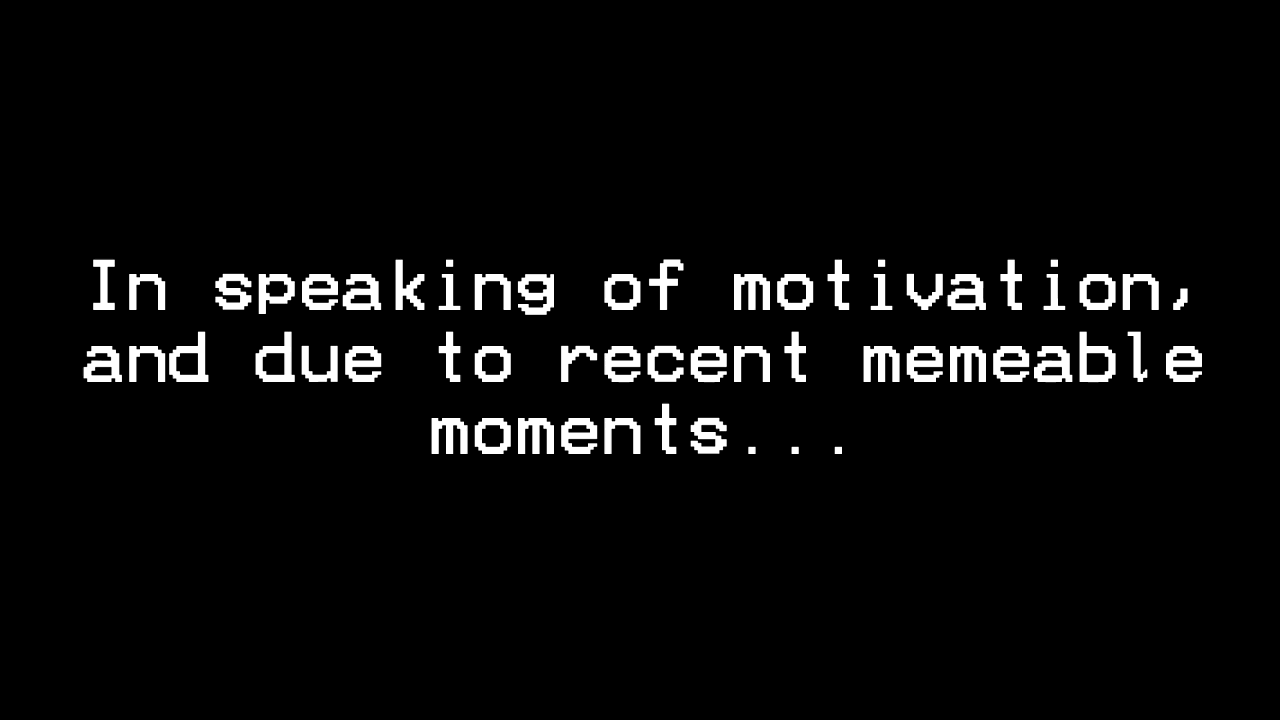 In speaking of motivation,
and due to recent memeable
moments...